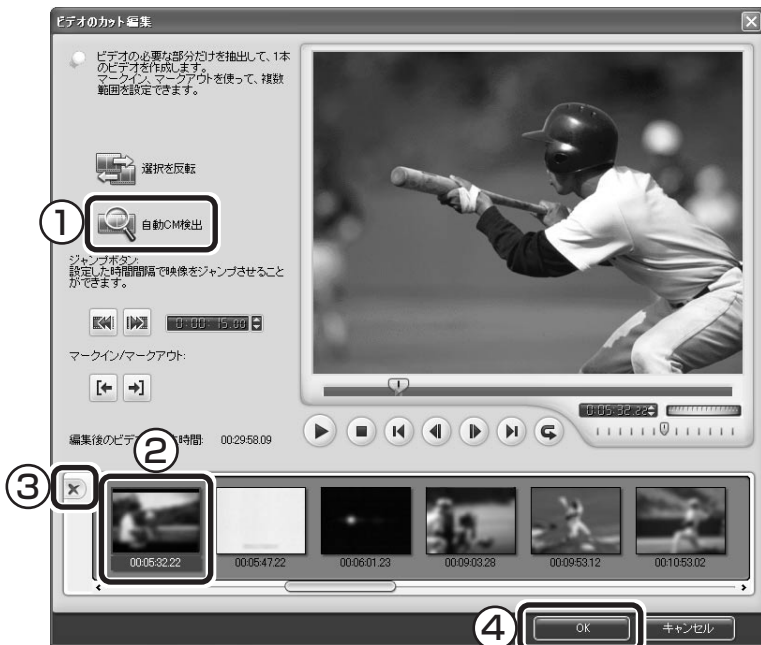 ビデオのカット編集
ビデオの必要な部分だけを抽出して、1本
のビデオを作成します。
マークイン、マークアウトを使って、複数
範囲を設定できます。
選択を反転
①
自動CM検出
ジャンプボタン:
設定した時間間隔で映像をジャンプさせること
ができます。
0:00:15.00
マークイン/マークアウト:
0:05:32.22
編集後のビデオ
時間: 00:29:58.09
②
③
00:05:32.22
00:05:47.22
00:06:01.23
00:09:03.28
00:09:53.12
00:10:53.02
④
OK
キャンセル